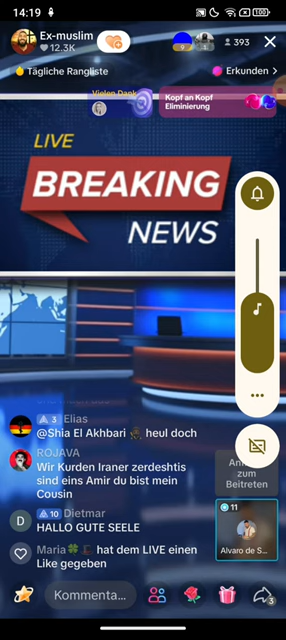 14:19
100
Ex-muslim
12.3K
393
Tägliche Rangliste
Erkunden >
Vielen Dank
Kopf an Kopf
Eliminierung
LIVE
BREAKING
NEWS
3 Elias
@Shia El Akhbari heul doch
ROJAVA
Wir Kurden Iraner zerdeshtis
sind eins Amir du bist mein
Cousin
zum
Beitreten
D
10 Dietmar
HALLO GUTE SEELE
11
Alvaro de S...
Maria hat dem LIVE einen
Like gegeben
Kommenta...
3